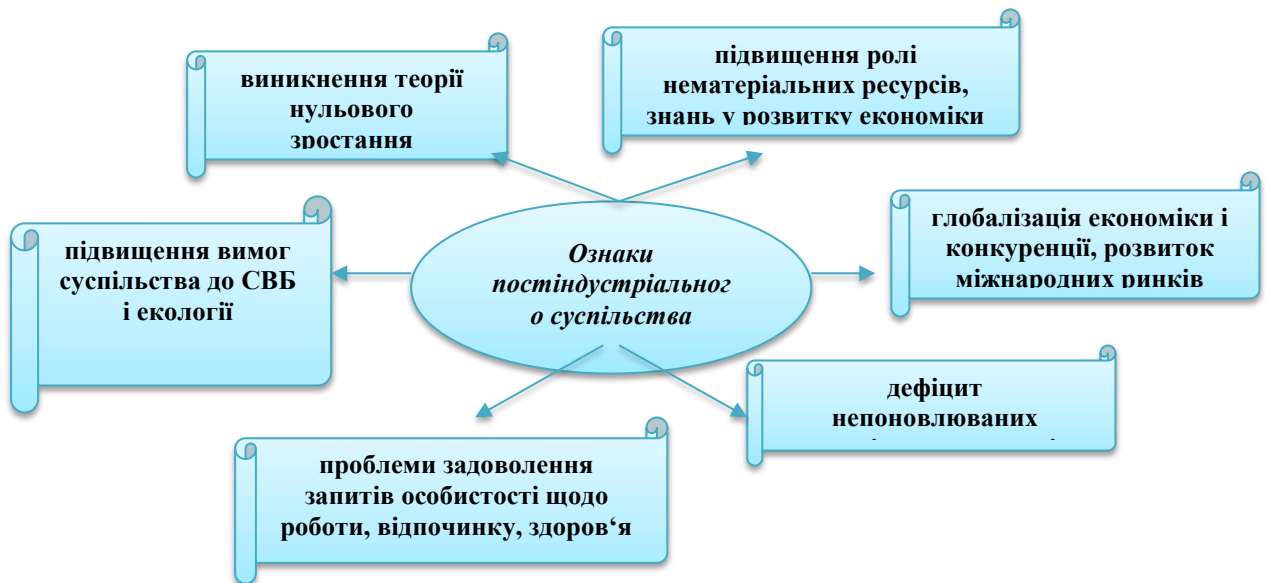 виникнення теорії
нульового
зростання
підвищення ролі
нематеріальних ресурсів,
знань у розвитку економіки
підвищення вимог
суспільства до СВБ
і екології
Ознаки
постіндустріальног
о суспільства
глобалізація економіки і
конкуренції, розвиток
міжнародних ринків
проблеми задоволення
запитів особистості щодо
роботи, відпочинку, здоров‘я
дефіцит
непоновлюваних